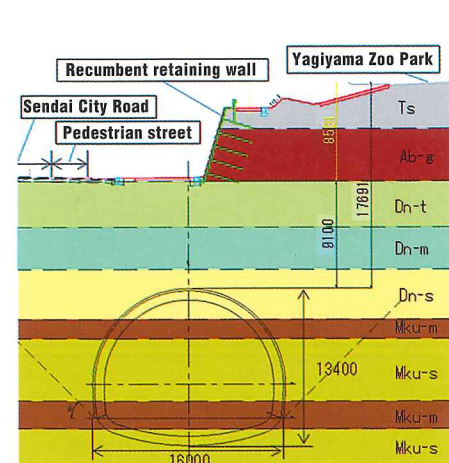 Yagiyama Zoo Park
Recumbent retaining wall
Sendai City Road
Pedestrian street
Ts
Ab-g
Dn-t
17691
9100
Dn-m
Dn-s
Mku-m
13400
Mku-s
Mku-m
Mku-s
16000